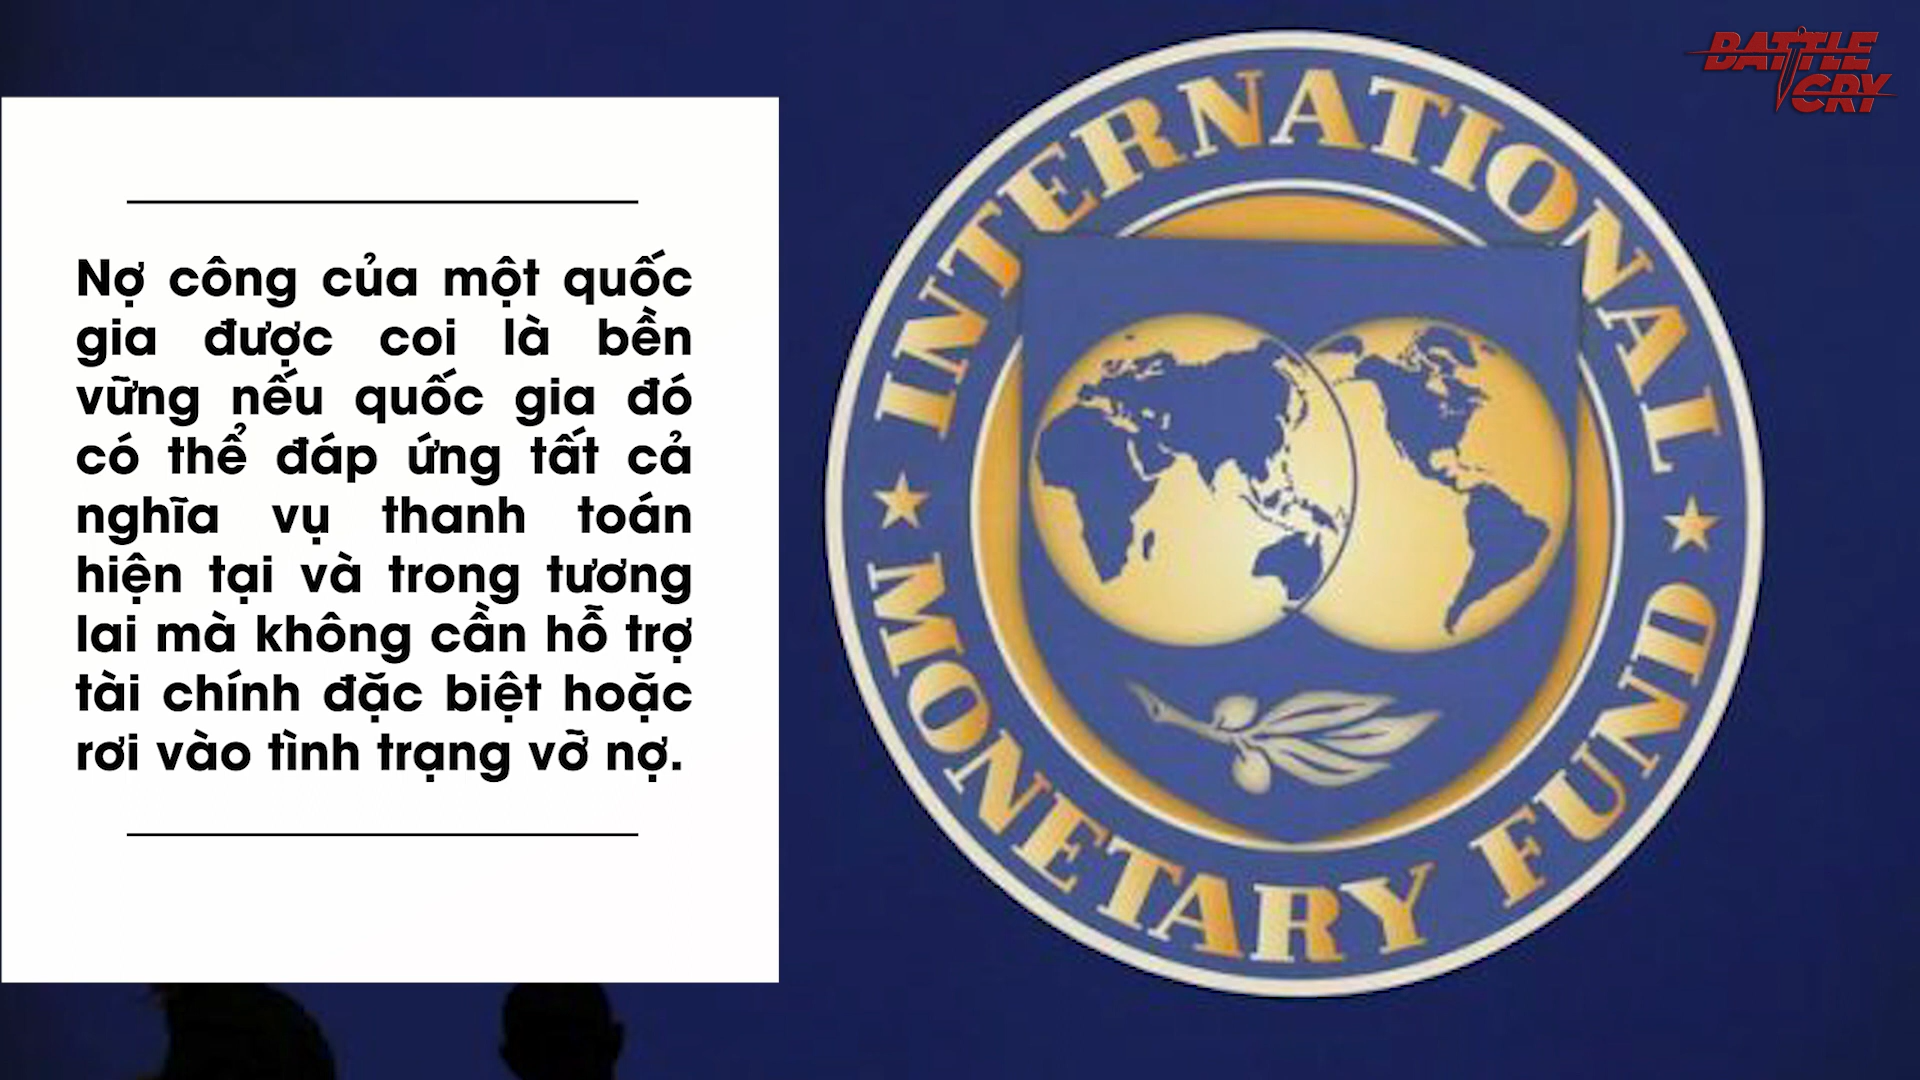 BATTLE
CRY
Nợ công của một quốc
gia được coi là bền
vững nếu quốc gia đó
có thể đáp ứng tất cả
nghĩa vụ thanh toán
hiện tại và trong tương
lai mà không cần hỗ trợ
tài chính đặc biệt hoặc
rơi vào tình trạng vỡ nợ.
INTERNATIONAL
MONETARY FUND